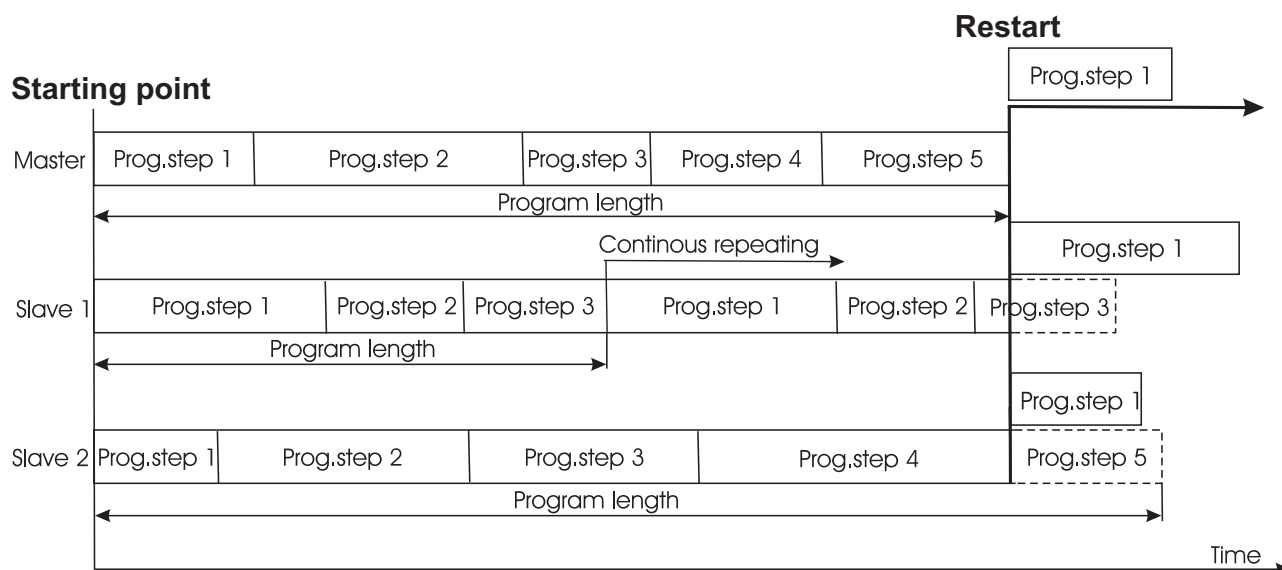 Restart
Prog.step 1
Starting point
Master Prog.step 1 Prog.step 2 Prog.step 3 Prog.step 4 Prog.step 5
Program length
Continous repeating
Prog.step 1
Slave 1 Prog.step 1 Prog.step 2 Prog.step 3 Prog.step 1 Prog.step 2 Prog.step 3
Program length
Prog.step 1
Slave 2 Prog.step 1 Prog.step 2 Prog.step 3 Prog.step 4 Prog.step 5
Program length
Time